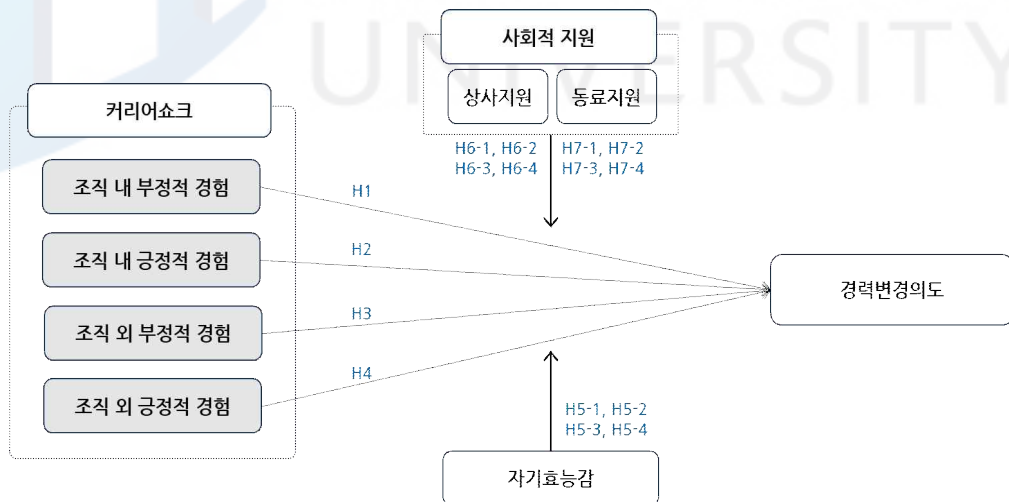 UNIVERSITY
사회적 지원
상사지원 동료지원
커리어쇼크
H6-1, H6-2 H7-1, H7-2
H6-3, H6-4 H7-3, H7-4
조직 내 부정적 경험
H1
조직 내 긍정적 경험
H2
경력변경의도
조직 외 부정적 경험
H3
조직 외 긍정적 경험
H4
H5-1, H5-2
H5-3, H5-4
자기효능감